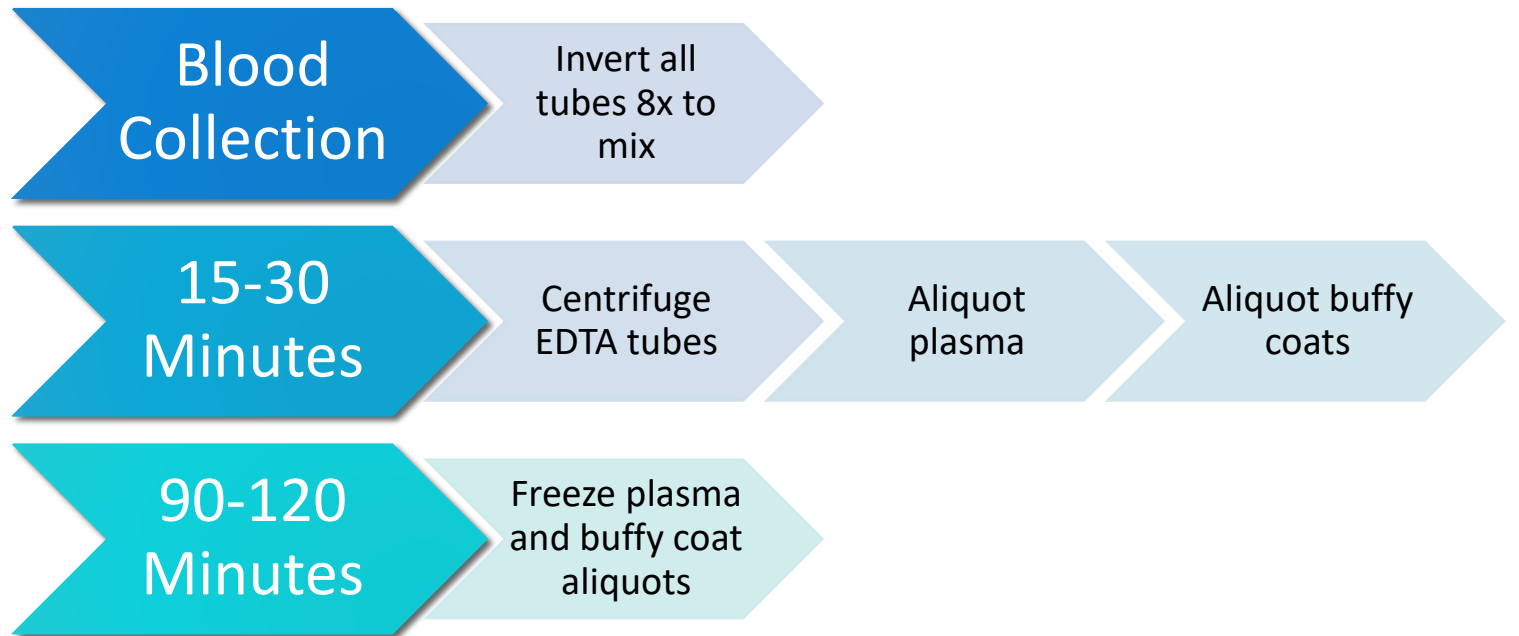 Blood
Collection
Invert all
tubes 8x to
mix
15-30
Minutes
Centrifuge
EDTA tubes
Aliquot
plasma
Aliquot buffy
coats
90-120
Minutes
Freeze plasma
and buffy coat
aliquots